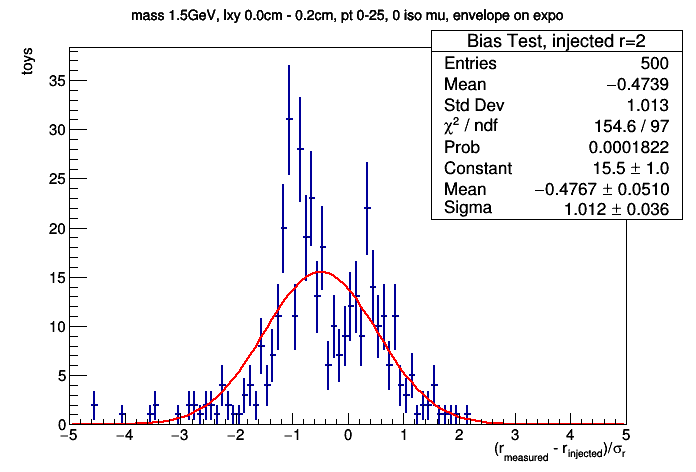 mass 1.5GeV, lxy 0.0cm - 0.2cm, pt 0-25, 0 iso mu, envelope on expo
Bias Test, injected r=2
Entries 500
Mean −0.4739
Std Dev 1.013
χ² / ndf 154.6 / 97
Prob 0.0001822
Constant 15.5 ± 1.0
Mean −0.4767 ± 0.0510
Sigma 1.012 ± 0.036
toys
35
30
25
20
15
10
5
0
−5 −4 −3 −2 −1 0 1 2 3 4 5
(r_measured - r_injected)/σ_r